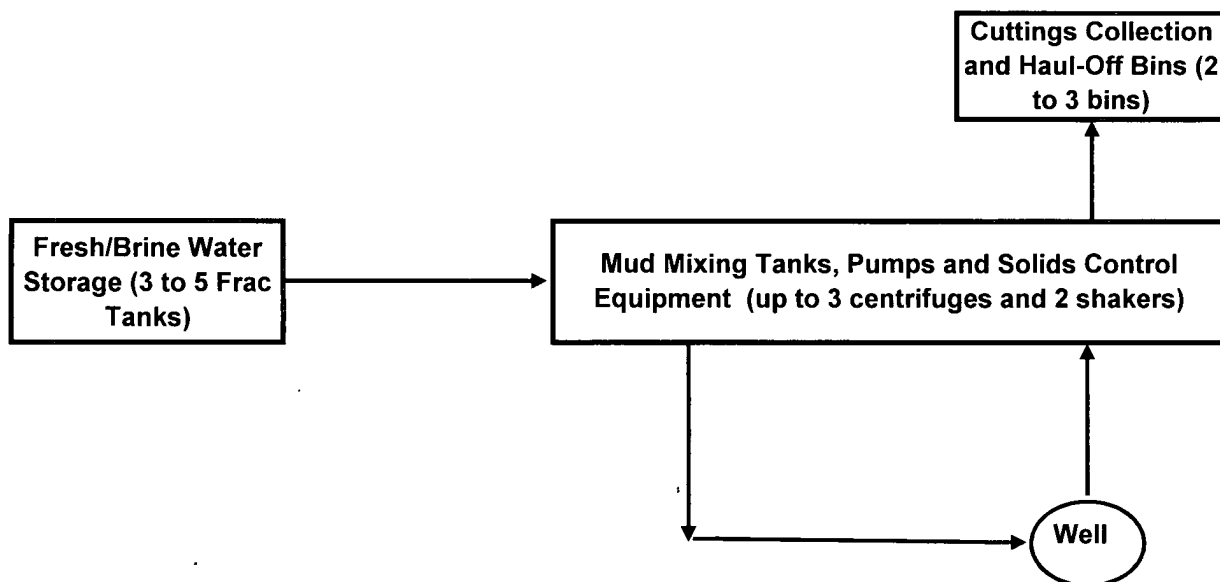 Cuttings Collection
and Haul-Off Bins (2
to 3 bins)
Fresh/Brine Water
Storage (3 to 5 Frac
Tanks)
Mud Mixing Tanks, Pumps and Solids Control
Equipment (up to 3 centrifuges and 2 shakers)
Well